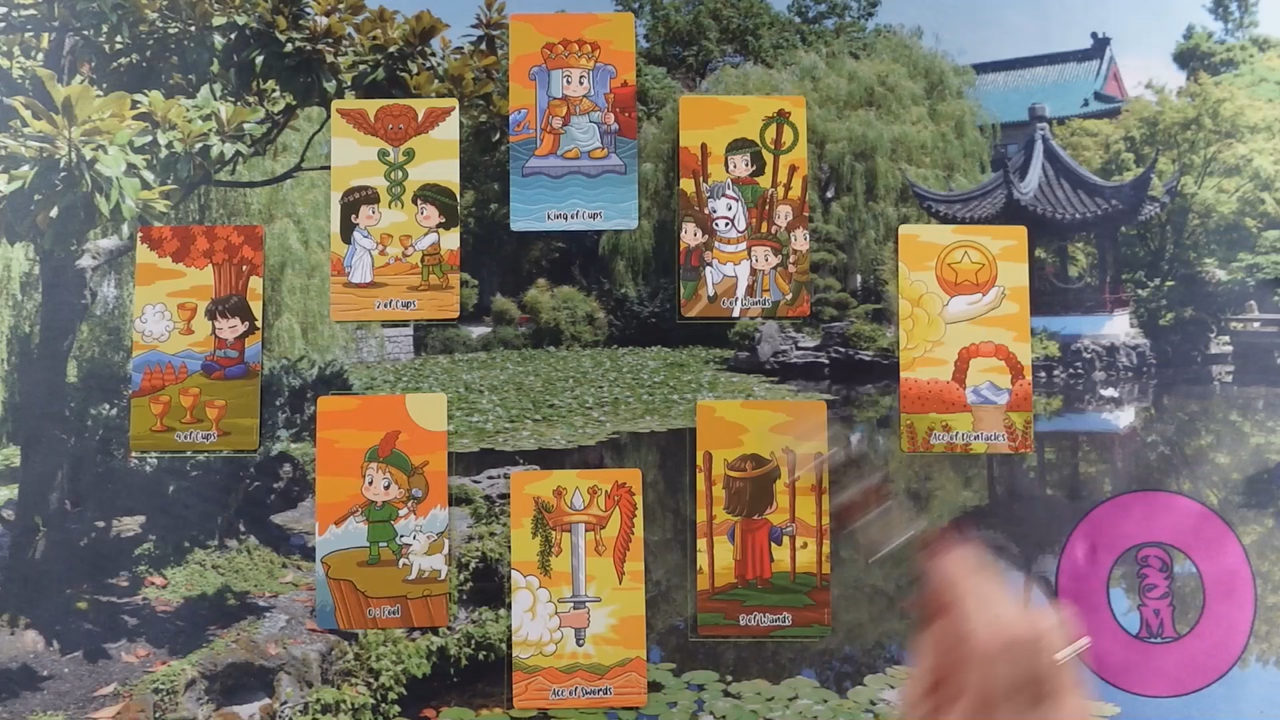 King of Cups
2 of Cups
6 of Wands
4 of Cups
Ace of Pentacles
0 : Fool
3 of Wands
Ace of Swords